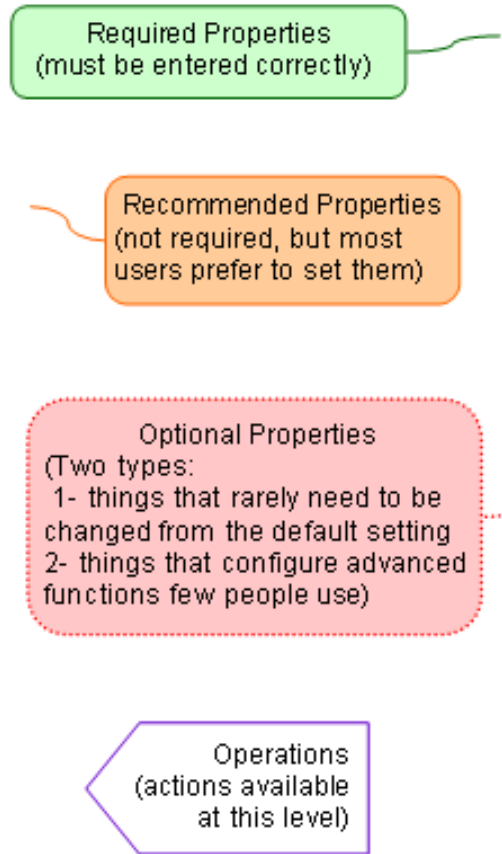 Required Properties
(must be entered correctly)
Recommended Properties
(not required, but most
users prefer to set them)
Optional Properties
(Two types:
1- things that rarely need to be
changed from the default setting
2- things that configure advanced
functions few people use)
Operations
(actions available
at this level)